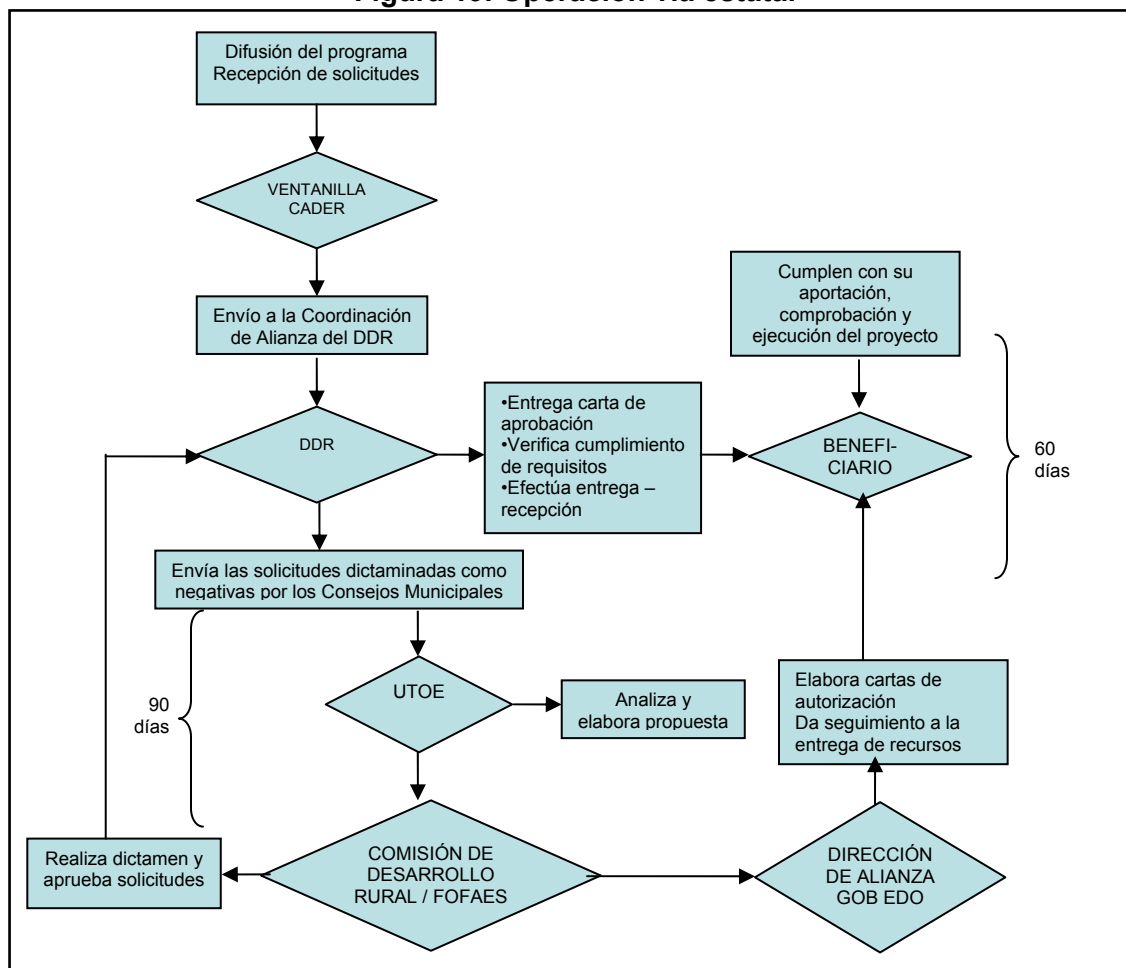 Figura Operación vía estatal
Difusión del programa
Recepción de solicitudes
VENTANILLA
CADER
Envío a la Coordinación
de Alianza del DDR
DDR
•Entrega carta de
aprobación
•Verifica cumplimiento
de requisitos
•Efectúa entrega –
recepción
Cumplen con su
aportación,
comprobación y
ejecución del proyecto
BENEFI-
CIARIO
60
días
Envía las solicitudes dictaminadas como
negativas por los Consejos Municipales
90
días
UTOE
Analiza y
elabora propuesta
Elabora cartas de
autorización
Da seguimiento a la
entrega de recursos
Realiza dictamen y
aprueba solicitudes
COMISIÓN DE
DESARROLLO
RURAL / FOFAES
DIRECCIÓN
DE ALIANZA
GOB EDO